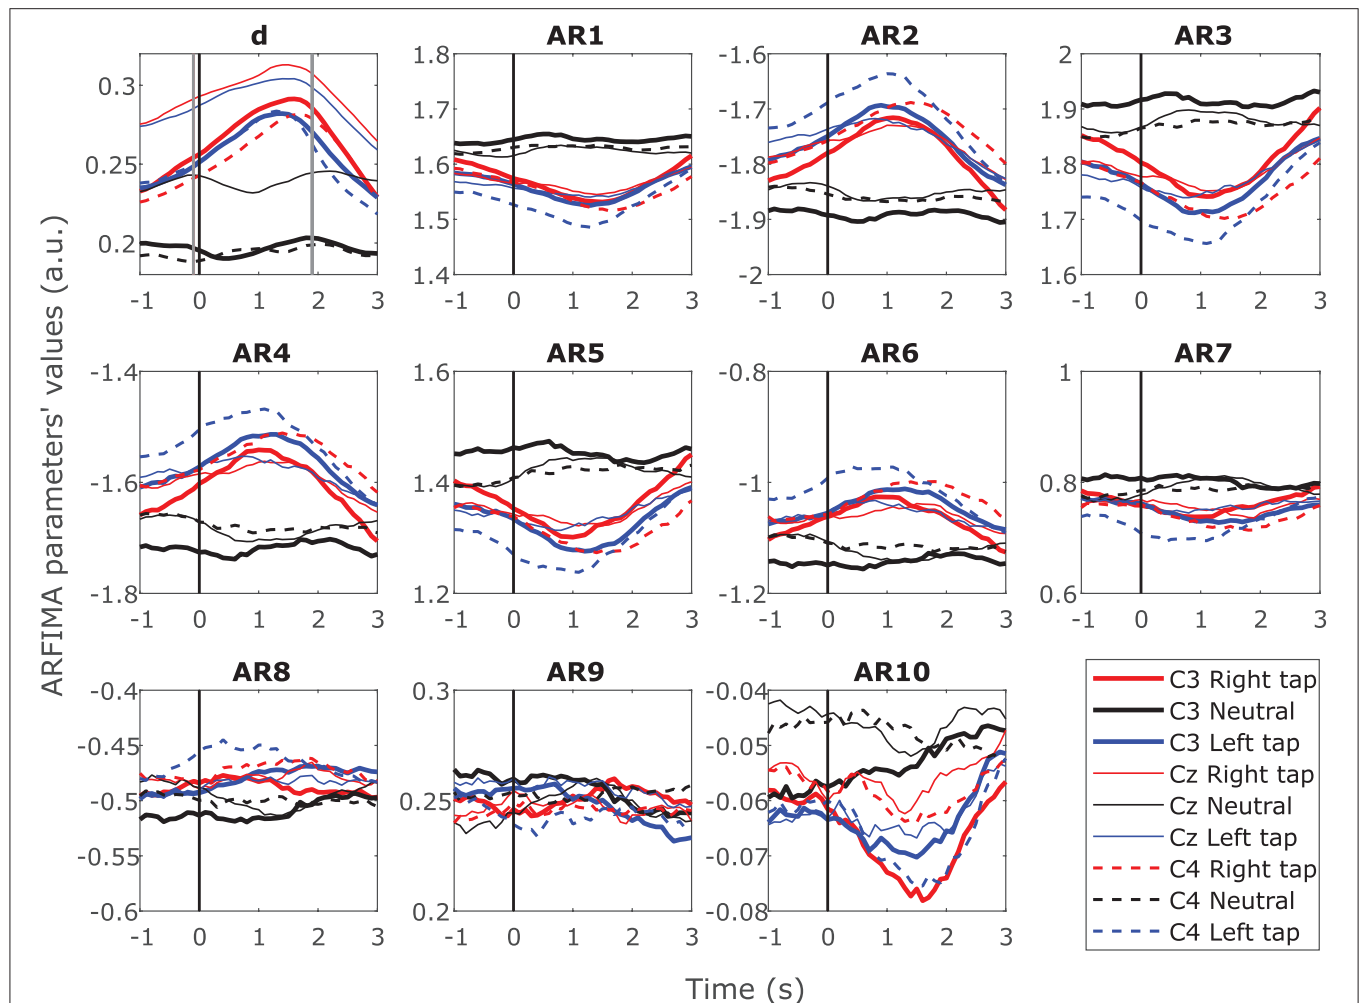 d AR1 AR2 AR3
0.3 0.25 0.2
1.8 1.7 1.6 1.5 1.4
-1.6 -1.7 -1.8 -1.9 -2
2 1.9 1.8 1.7 1.6
-1 0 1 2 3 -1 0 1 2 3 -1 0 1 2 3 -1 0 1 2 3
AR4 AR5 AR6 AR7
-1.4 -1.6 -1.8
1.6 1.4 1.2
-0.8 -1 -1.2
1 0.8 0.6
-1 0 1 2 3 -1 0 1 2 3 -1 0 1 2 3 -1 0 1 2 3
AR8 AR9 AR10
-0.4 -0.45 -0.5 -0.55 -0.6
0.3 0.25 0.2
-0.04 -0.05 -0.06 -0.07 -0.08
-1 0 1 2 3 -1 0 1 2 3 -1 0 1 2 3
C3 Right tap
C3 Neutral
C3 Left tap
Cz Right tap
Cz Neutral
Cz Left tap
C4 Right tap
C4 Neutral
C4 Left tap
ARFIMA parameters' values (a.u.)
Time (s)